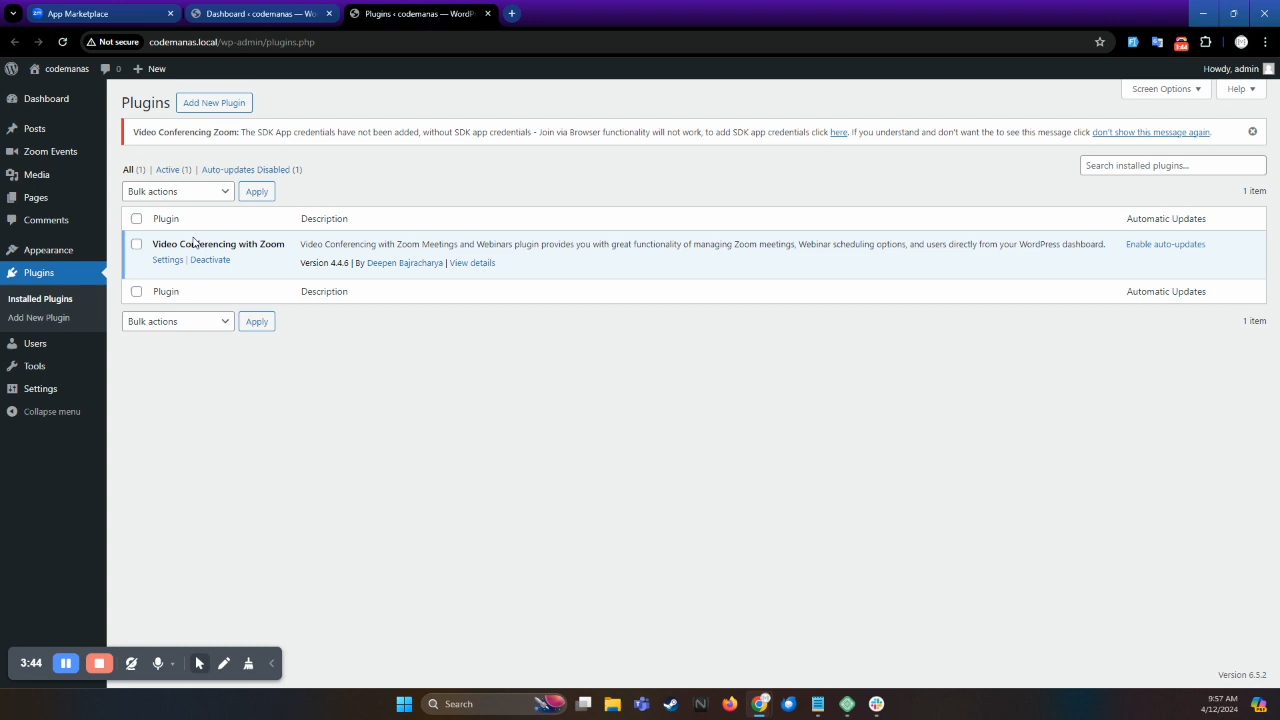 App Marketplace
Dashboard ‹ codemanas — Wo
Plugins ‹ codemanas — WordP
Not secure
codemanas.local/wp-admin/plugins.php
3:44
codemanas
0
New
Howdy, admin
Dashboard
Posts
Zoom Events
Media
Pages
Comments
Appearance
Plugins
Installed Plugins
Add New Plugin
Users
Tools
Settings
Collapse menu
Screen Options
Help
Plugins
Add New Plugin
Video Conferencing Zoom: The SDK App credentials have not been added, without SDK app credentials - Join via Browser functionality will not work, to add SDK app credentials click here. If you understand and don't want the to see this message click don't show this message again.
All (1) | Active (1) | Auto-updates Disabled (1)
Search installed plugins...
Bulk actions
Apply
1 item
Plugin Description Automatic Updates
Video Conferencing with Zoom Video Conferencing with Zoom Meetings and Webinars plugin provides you with great functionality of managing Zoom meetings, Webinar scheduling options, and users directly from your WordPress dashboard. Enable auto-updates
Settings | Deactivate
Version 4.4.6 | By Deepen Bajracharya | View details
Plugin Description Automatic Updates
Bulk actions
Apply
1 item
3:44
Version 6.5.2
Search
9:57 AM
4/12/2024